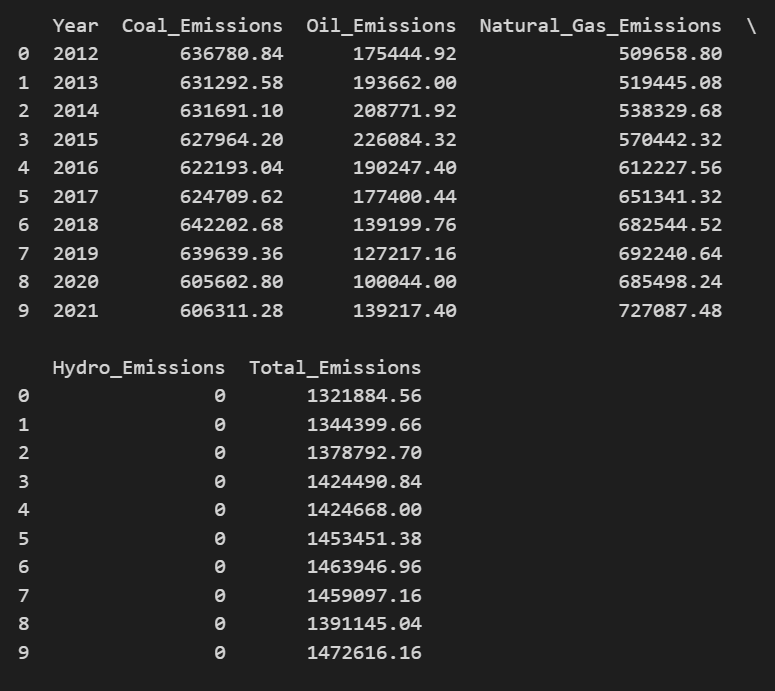 Year Coal_Emissions Oil_Emissions Natural_Gas_Emissions \
0 2012 636780.84 175444.92 509658.80
1 2013 631292.58 193662.00 519445.08
2 2014 631691.10 208771.92 538329.68
3 2015 627964.20 226084.32 570442.32
4 2016 622193.04 190247.40 612227.56
5 2017 624709.62 177400.44 651341.32
6 2018 642202.68 139199.76 682544.52
7 2019 639639.36 127217.16 692240.64
8 2020 605602.80 100044.00 685498.24
9 2021 606311.28 139217.40 727087.48
Hydro_Emissions Total_Emissions
0 0 1321884.56
1 0 1344399.66
2 0 1378792.70
3 0 1424490.84
4 0 1424668.00
5 0 1453451.38
6 0 1463946.96
7 0 1459097.16
8 0 1391145.04
9 0 1472616.16